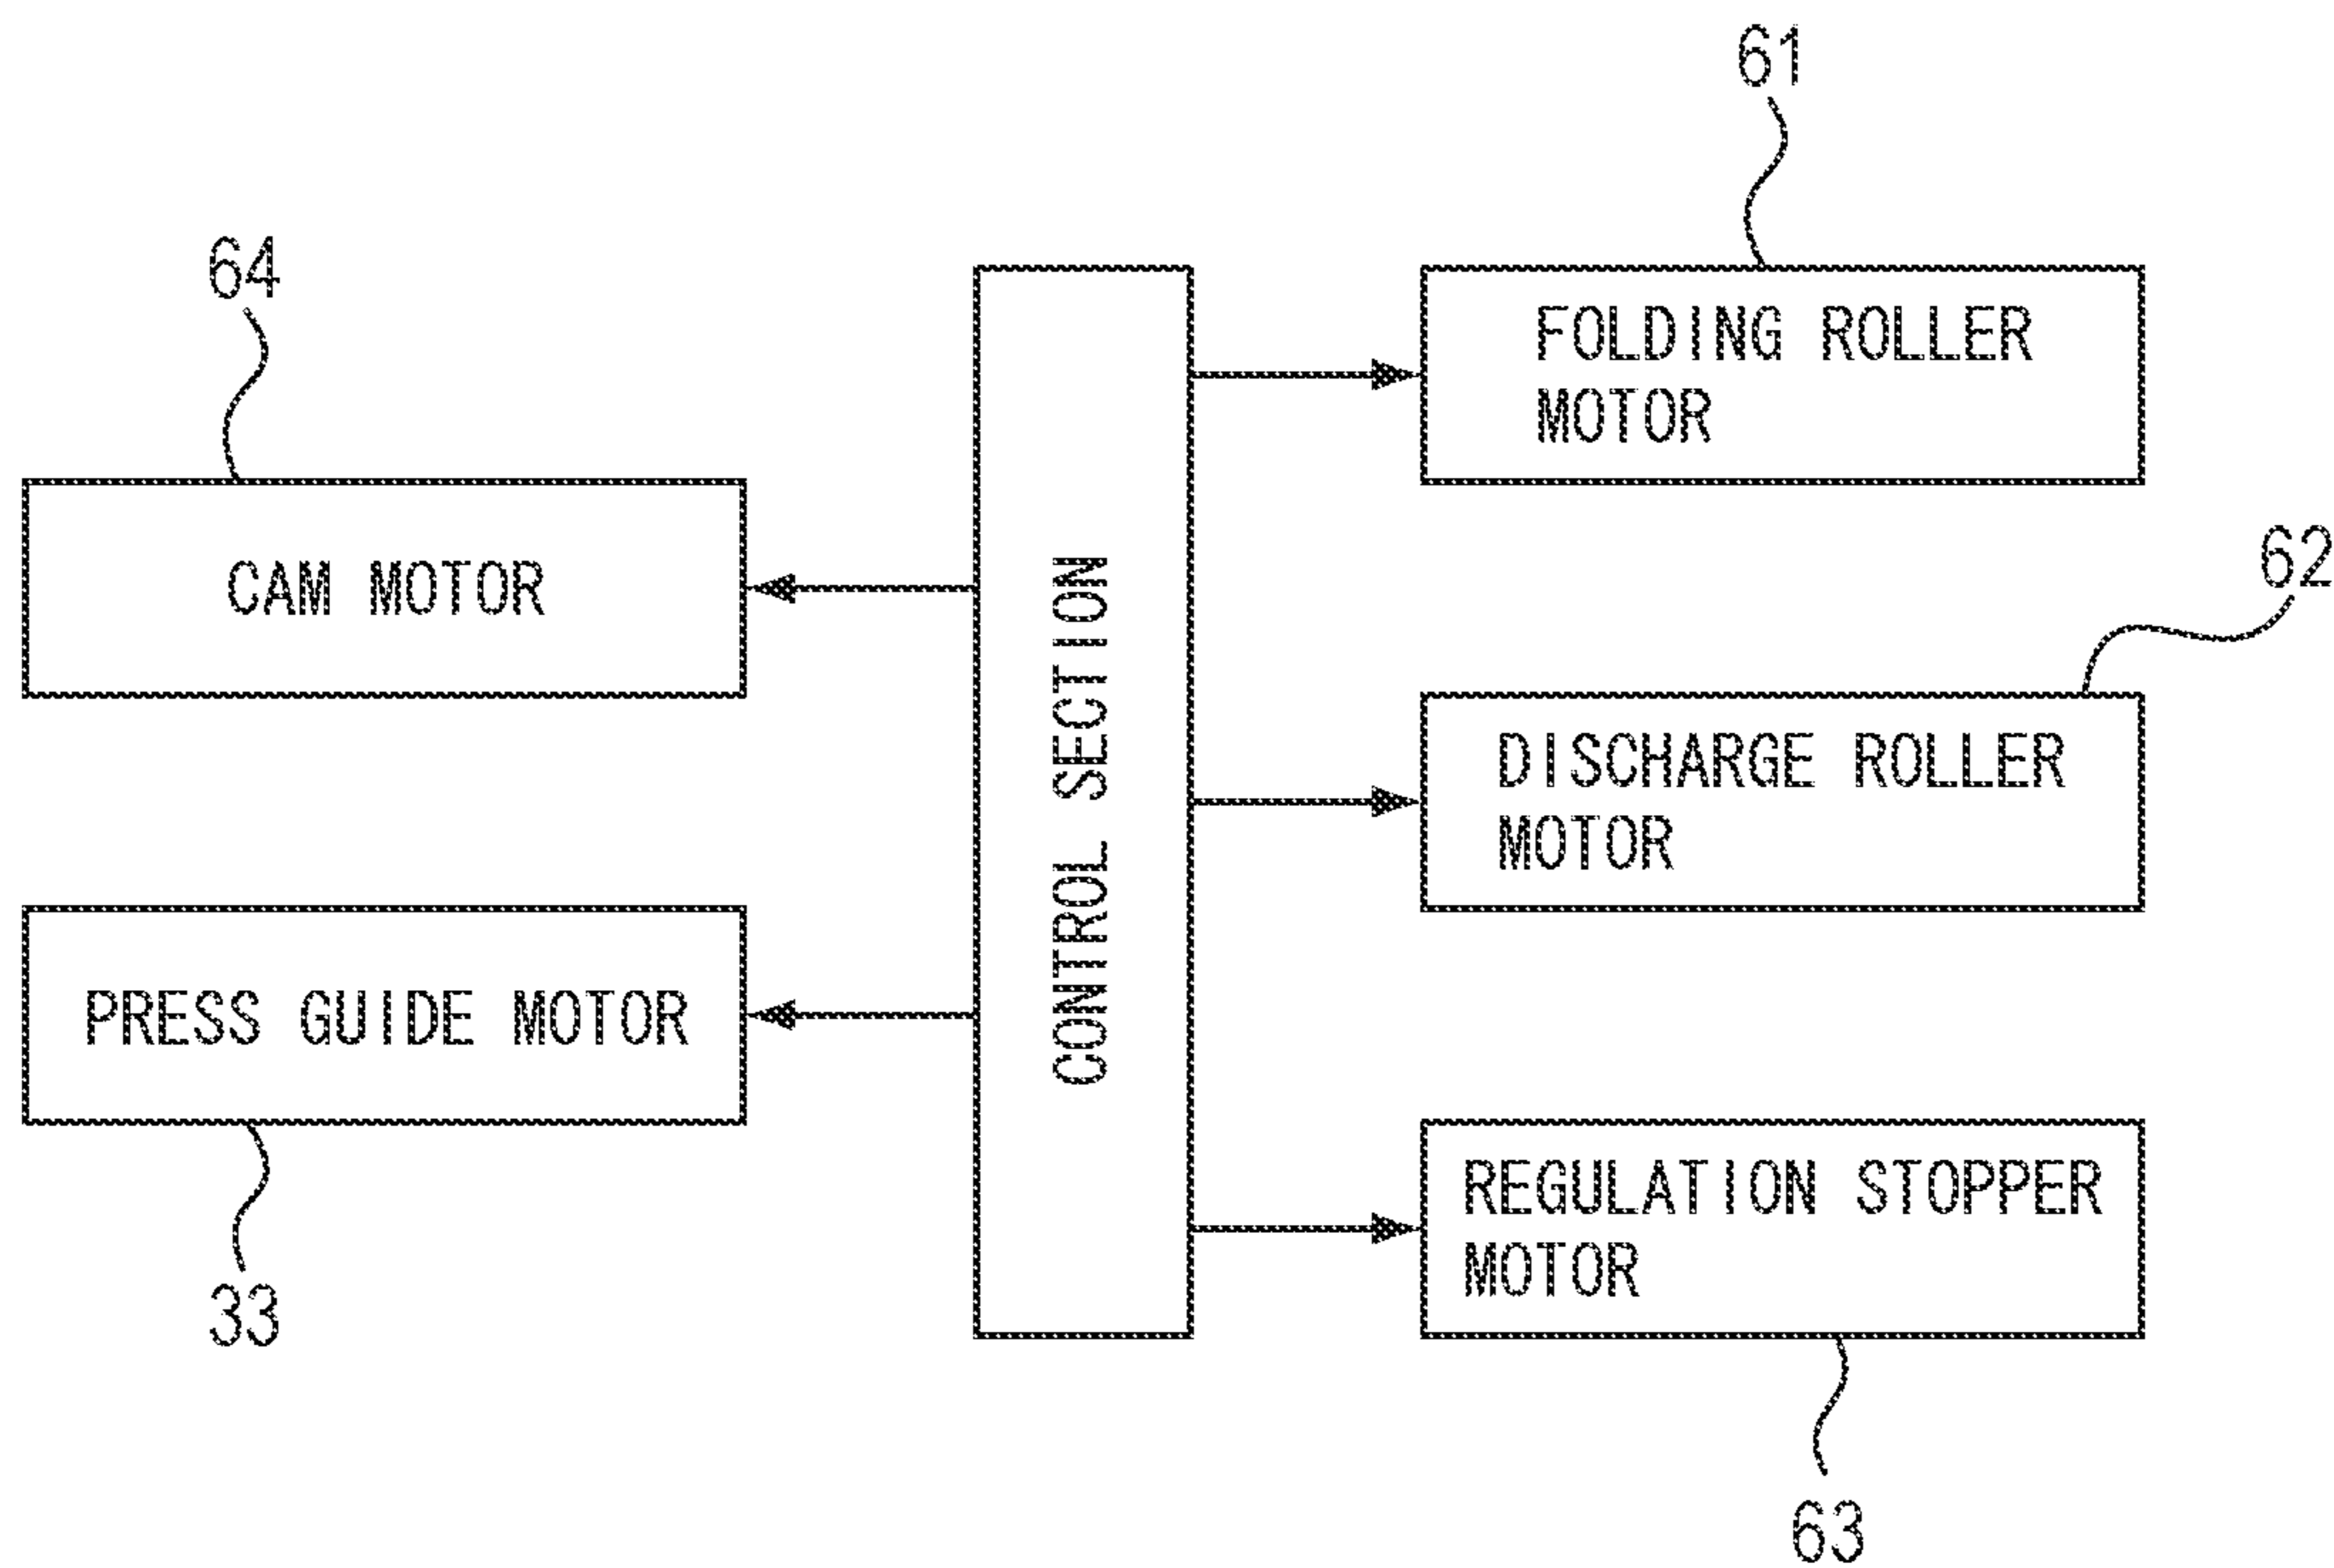 61
64
FOLDING ROLLER
MOTOR
62
CAM MOTOR
CONTROL SECTION
DISCHARGE ROLLER
MOTOR
PRESS GUIDE MOTOR
REGULATION STOPPER
MOTOR
33
63